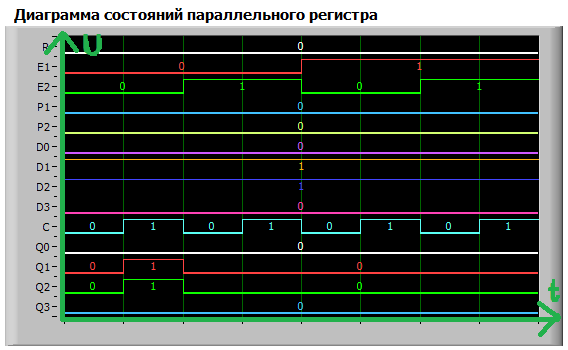 Диаграмма состояний параллельного регистра
U
R 0
E1 0 1
E2 0 1 0 1
P1 0
P2 0
D0 0
D1 1
D2 1
D3 0
C 0 1 0 1 0 1 0 1
Q0 0
Q1 0 1 0
Q2 0 1 0
Q3 0
t